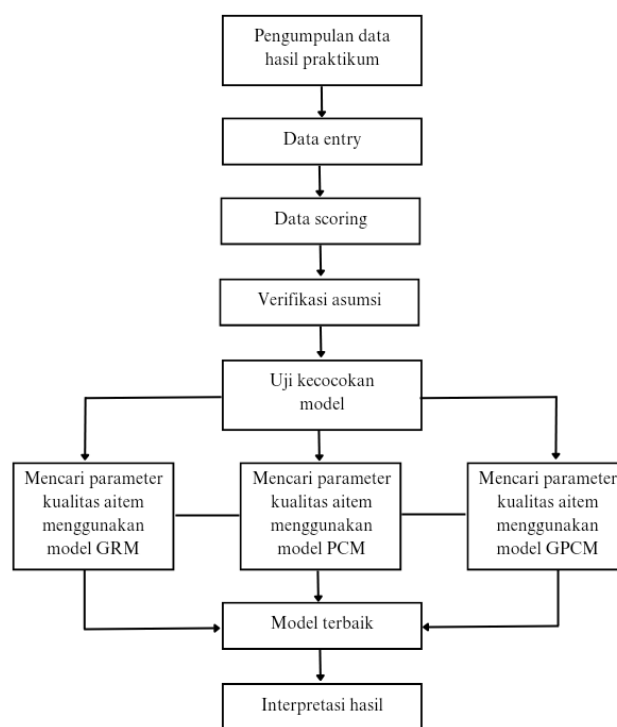 Pengumpulan data
hasil praktikum
Data entry
Data scoring
Verifikasi asumsi
Uji kecocokan
model
Mencari parameter
kualitas aitem
menggunakan
model GRM
Mencari parameter
kualitas aitem
menggunakan
model PCM
Mencari parameter
kualitas aitem
menggunakan
model GPCM
Model terbaik
Interpretasi hasil